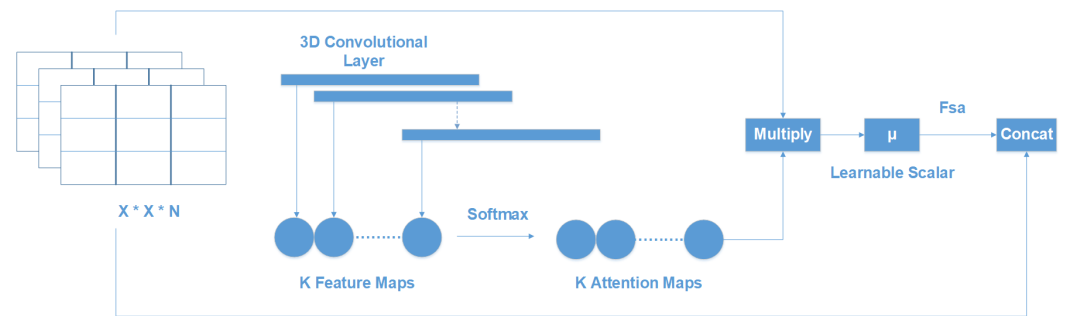 3D Convolutional
Layer
Fsa
Multiply
μ
Concat
Learnable Scalar
X * X * N
Softmax
K Feature Maps
K Attention Maps